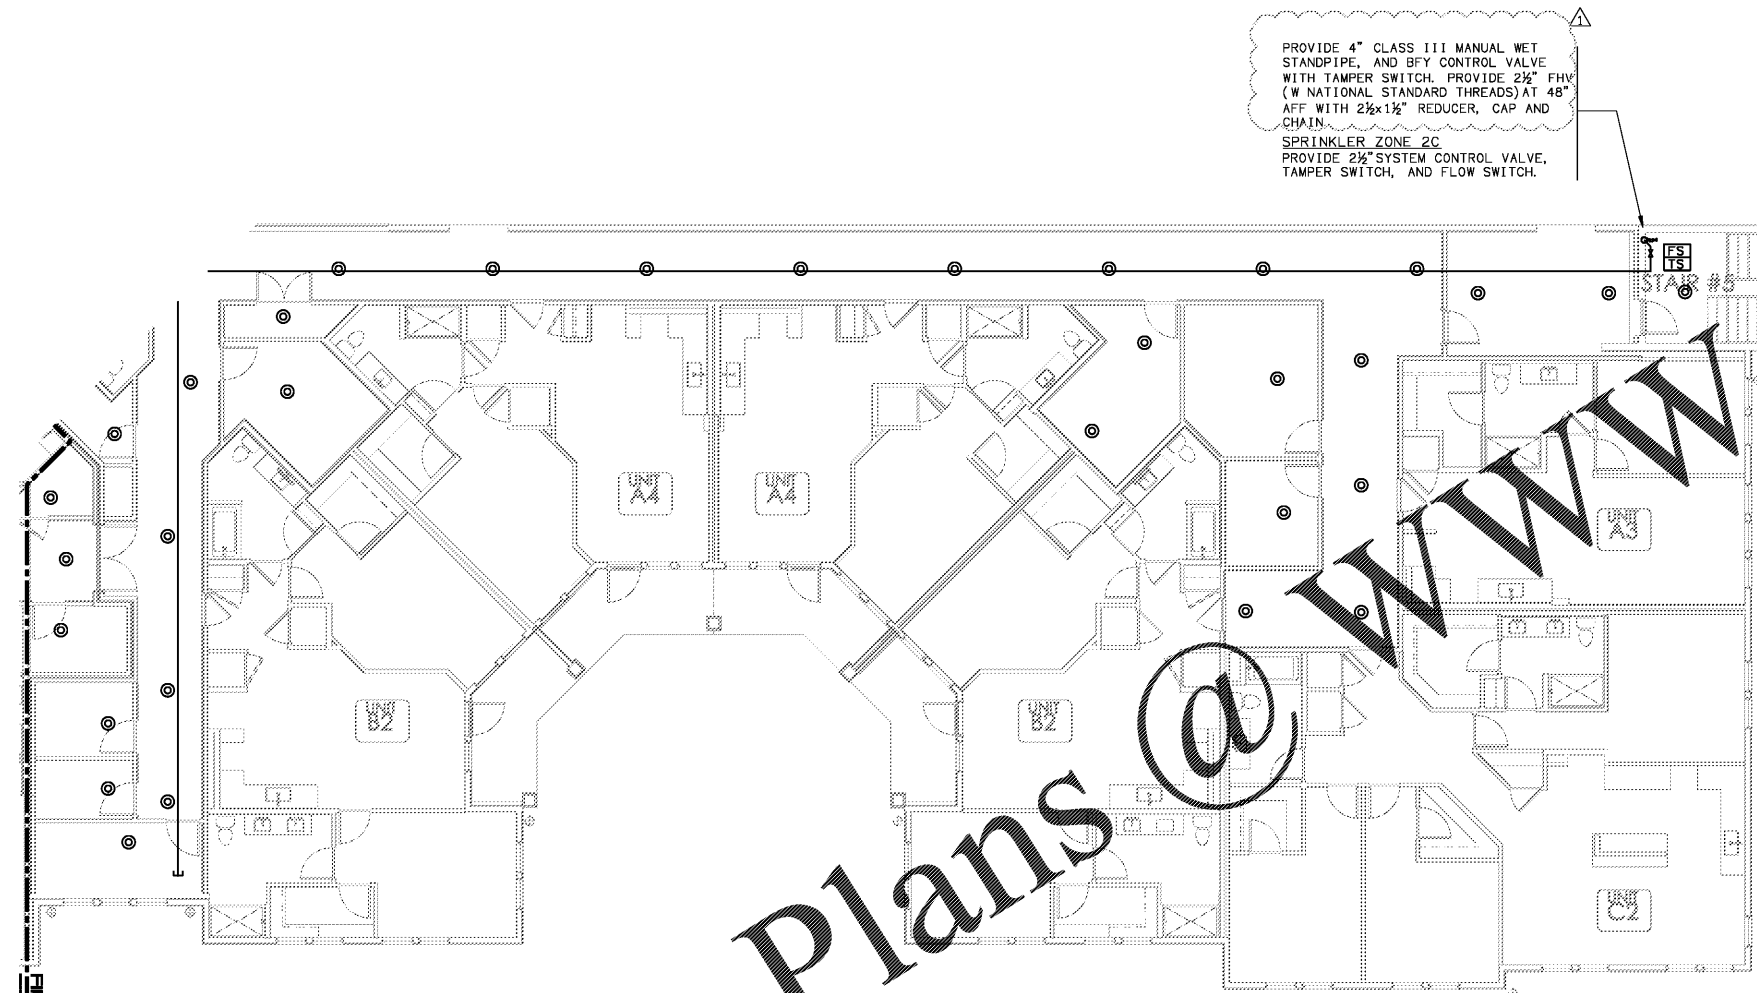 1
PROVIDE 4" CLASS III MANUAL WET
STANDPIPE, AND BFY CONTROL VALVE
WITH TAMPER SWITCH. PROVIDE 2½" FHV
(W NATIONAL STANDARD THREADS) AT 48"
AFF WITH 2½x1½" REDUCER, CAP AND
CHAIN
SPRINKLER ZONE 2C
PROVIDE 2½" SYSTEM CONTROL VALVE,
TAMPER SWITCH, AND FLOW SWITCH.
FS
TS
STAIR #5
UNIT
A4
UNIT
A4
UNIT
A3
UNIT
B2
UNIT
B2
UNIT
C2
Plans @ www